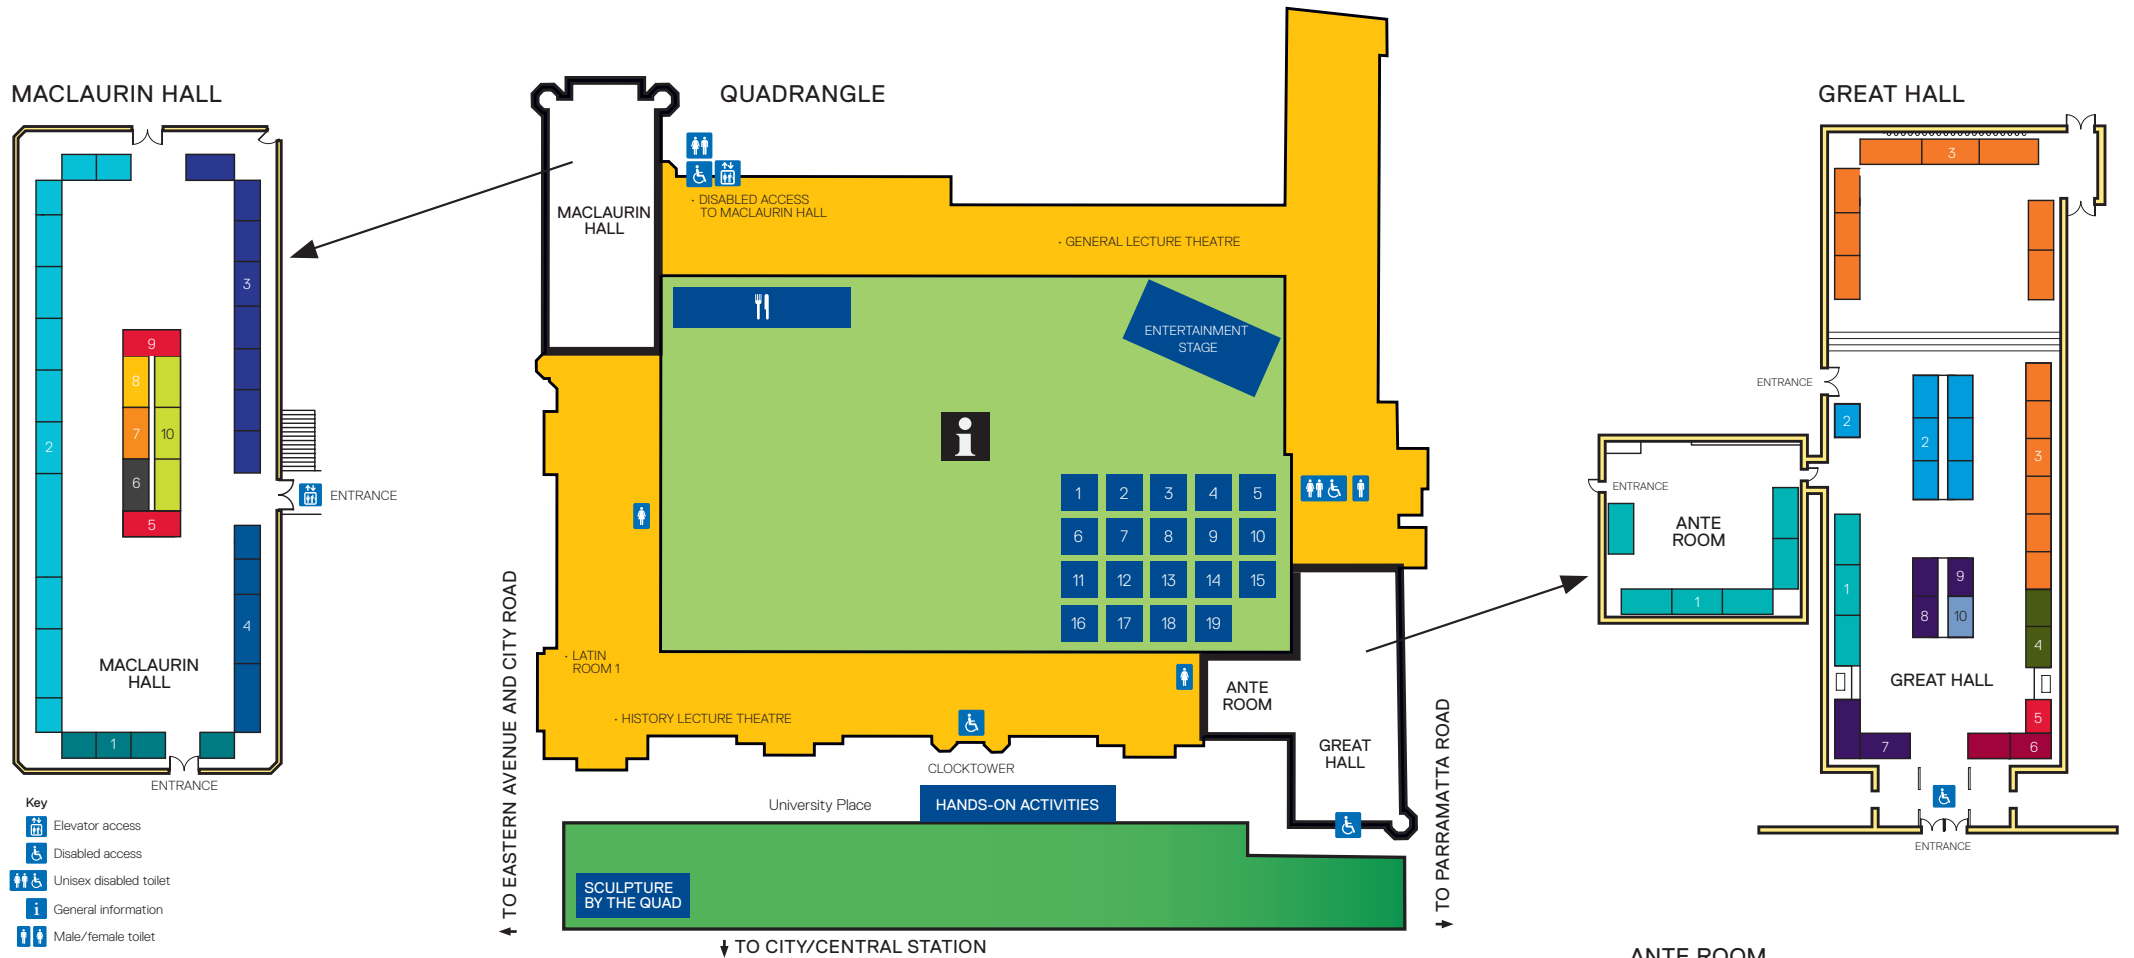 MACLAURIN HALL
3
9
8
7
10
2
6
5
ENTRANCE
4
MACLAURIN
HALL
1
ENTRANCE
Key
Elevator access
Disabled access
Unisex disabled toilet
i General information
Male/female toilet
QUADRANGLE
MACLAURIN
HALL
· DISABLED ACCESS
TO MACLAURIN HALL
· GENERAL LECTURE THEATRE
ENTERTAINMENT
STAGE
i
1 2 3 4 5
6 7 8 9 10
11 12 13 14 15
16 17 18 19
· LATIN
ROOM 1
· HISTORY LECTURE THEATRE
ANTE
ROOM
GREAT
HALL
CLOCKTOWER
University Place
HANDS-ON ACTIVITIES
SCULPTURE
BY THE QUAD
TO EASTERN AVENUE AND CITY ROAD
TO PARRAMATTA ROAD
TO CITY/CENTRAL STATION
GREAT HALL
3
ENTRANCE
2
2
3
ENTRANCE
ANTE
ROOM
1
1
9
8
10
4
GREAT HALL
5
7
6
ENTRANCE
ANTE ROOM